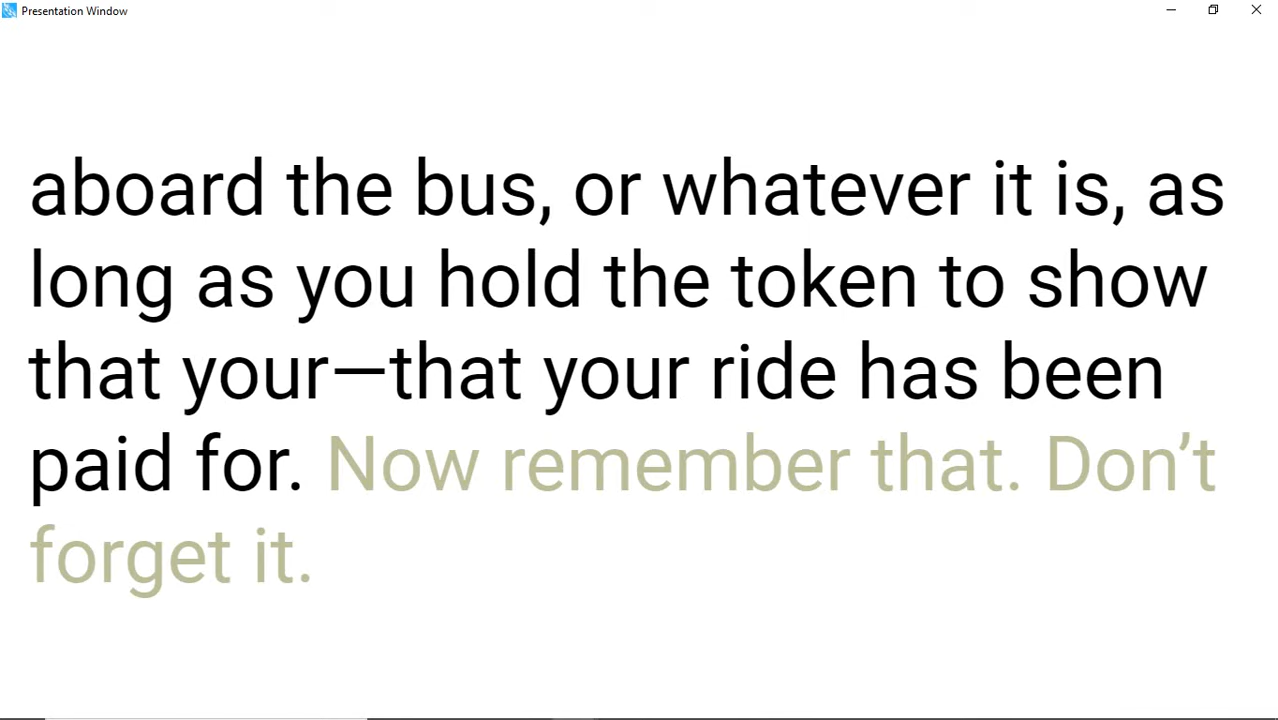 Presentation Window
aboard the bus, or whatever it is, as
long as you hold the token to show
that your—that your ride has been
paid for. Now remember that. Don’t
forget it.